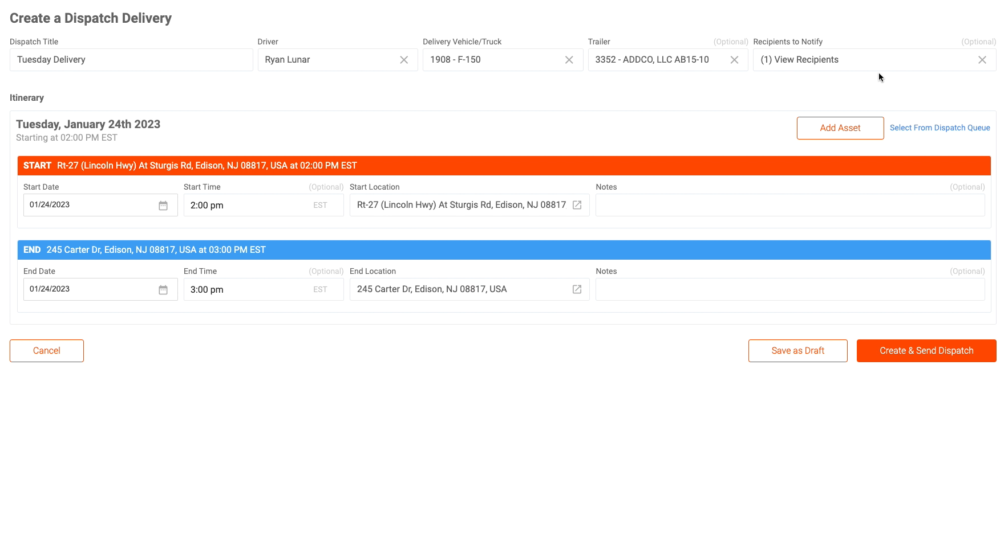 Create a Dispatch Delivery
Dispatch Title
Driver
Delivery Vehicle/Truck
Trailer (Optional)
Recipients to Notify (Optional)
Tuesday Delivery
Ryan Lunar
1908 - F-150
3352 - ADDCO, LLC AB15-10
(1) View Recipients
Itinerary
Tuesday, January 24th 2023
Starting at 02:00 PM EST
Add Asset
Select From Dispatch Queue
START Rt-27 (Lincoln Hwy) At Sturgis Rd, Edison, NJ 08817, USA at 02:00 PM EST
Start Date
Start Time (Optional)
Start Location
Notes (Optional)
01/24/2023
2:00 pm EST
Rt-27 (Lincoln Hwy) At Sturgis Rd, Edison, NJ 08817
END 245 Carter Dr, Edison, NJ 08817, USA at 03:00 PM EST
End Date
End Time (Optional)
End Location
Notes (Optional)
01/24/2023
3:00 pm EST
245 Carter Dr, Edison, NJ 08817, USA
Cancel
Save as Draft
Create & Send Dispatch